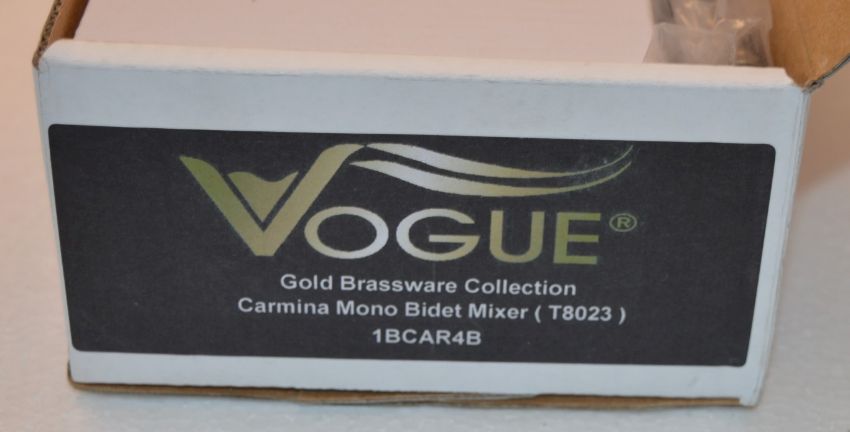 VOGUE®
Gold Brassware Collection
Carmina Mono Bidet Mixer ( T8023 )
1BCAR4B